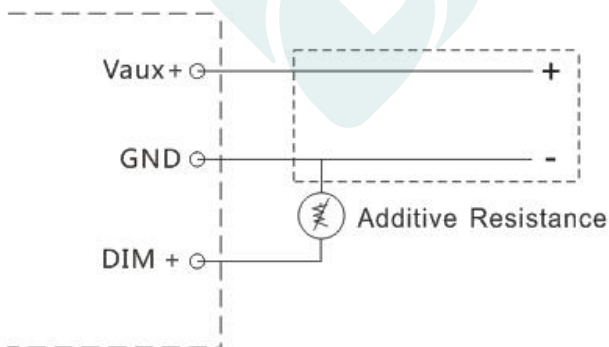 Vaux+ +
GND -
Additive Resistance
DIM +